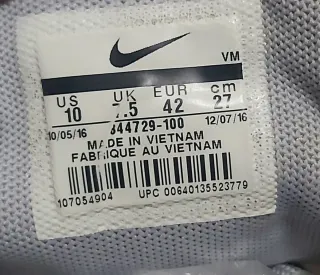 VM
US UK EUR cm
10 7.5 42 27
10/05/16 844729-100 12/07/16
MADE IN VIETNAM
FABRIQUE AU VIETNAM
107054904 UPC 00640135523779